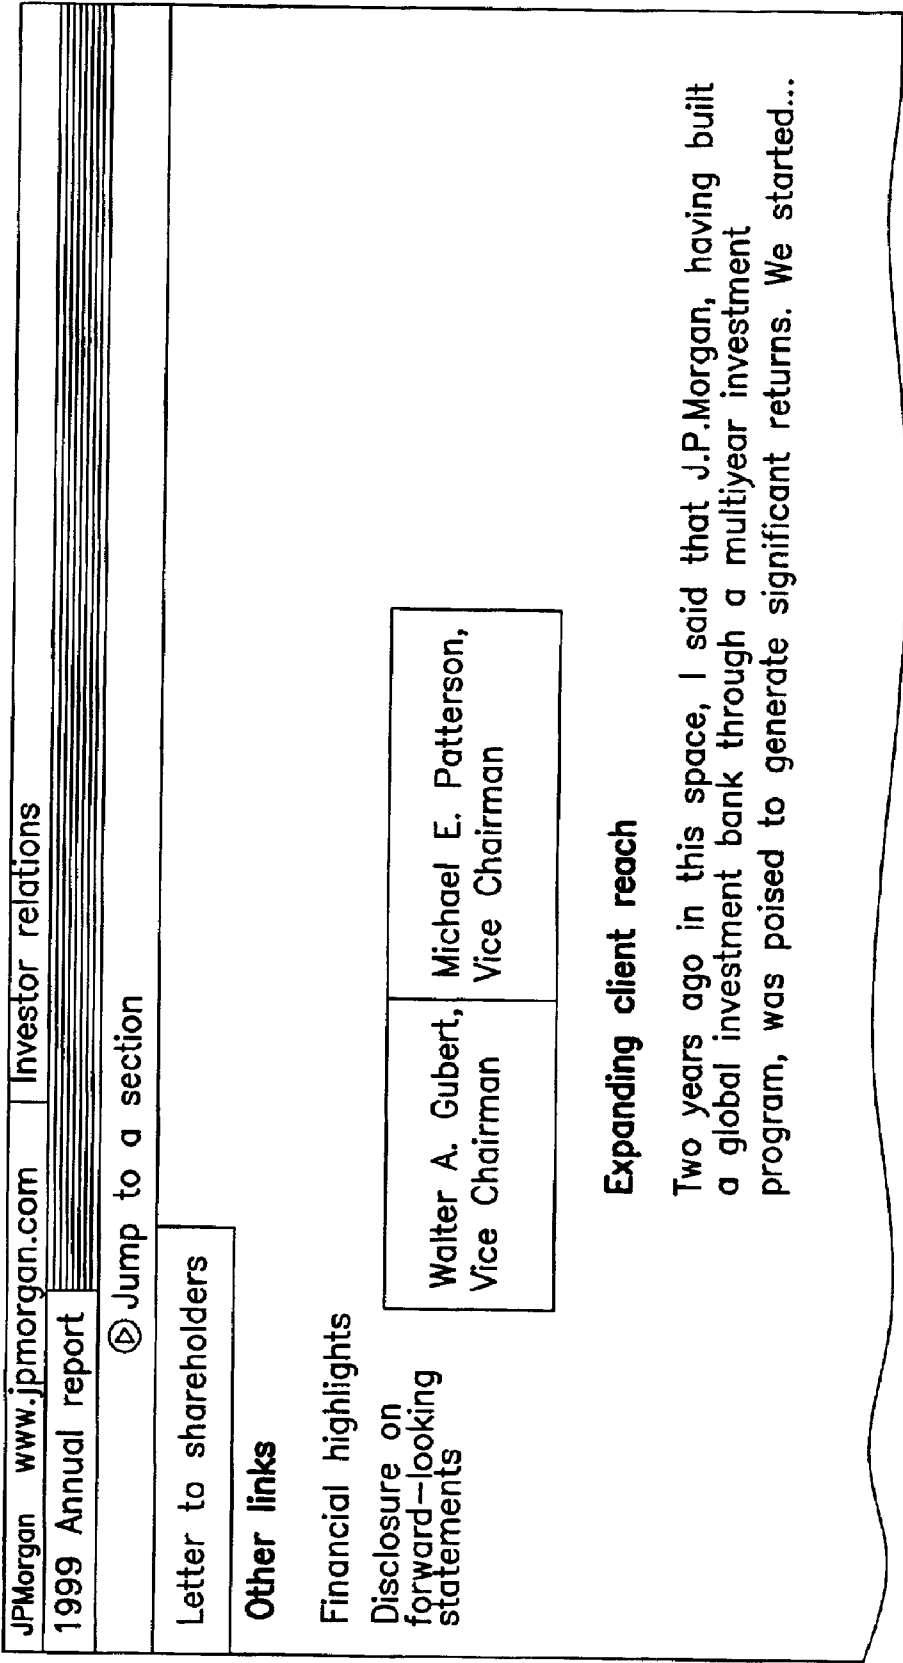 JPMorgan www.jpmorgan.com Investor relations
1999 Annual report
Jump to a section
Letter to shareholders
Other links
Financial highlights
Disclosure on
forward-looking
statements
Walter A. Gubert,
Vice Chairman
Michael E. Patterson,
Vice Chairman
Expanding client reach
Two years ago in this space, I said that J.P.Morgan, having built
a global investment bank through a multiyear investment
program, was poised to generate significant returns. We started...